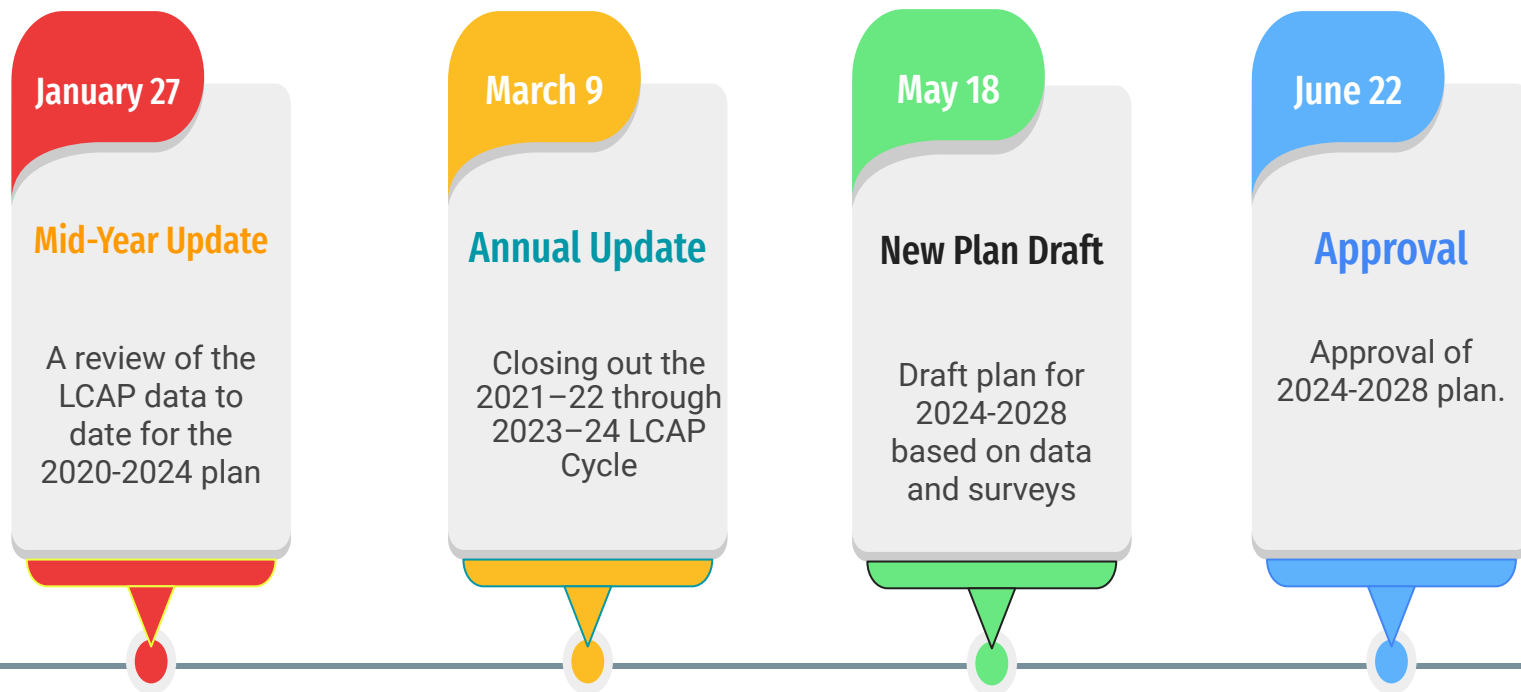 January 27
Mid-Year Update
A review of the
LCAP data to
date for the
2020-2024 plan
March 9
Annual Update
Closing out the
2021–22 through
2023–24 LCAP
Cycle
May 18
New Plan Draft
Draft plan for
2024-2028
based on data
and surveys
June 22
Approval
Approval of
2024-2028 plan.